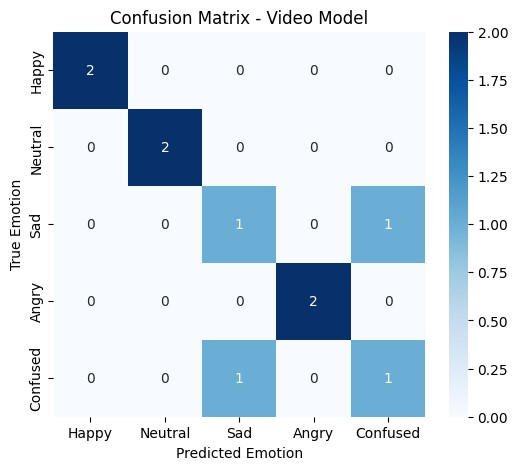 Confusion Matrix - Video Model
True Emotion
Happy 2 0 0 0 0
Neutral 0 2 0 0 0
Sad 0 0 1 0 1
Angry 0 0 0 2 0
Confused 0 0 1 0 1
Happy Neutral Sad Angry Confused
Predicted Emotion
2.00
1.75
1.50
1.25
1.00
0.75
0.50
0.25
0.00